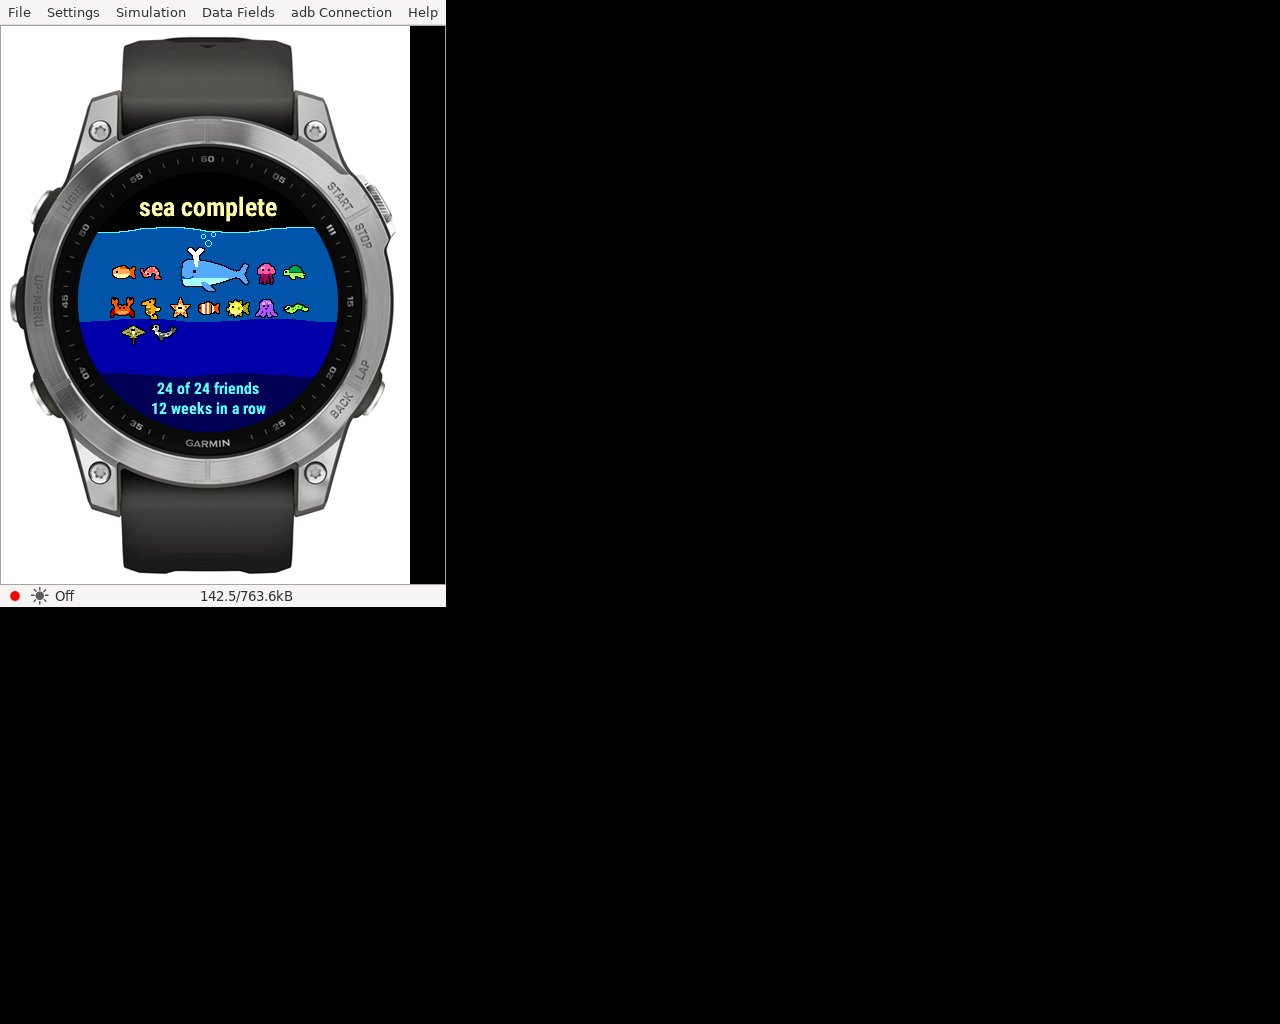 File Settings Simulation Data Fields adb Connection Help
60
55 05
LIGHT START
50 STOP
sea complete
UP·MENU 45 15
24 of 24 friends
12 weeks in a row
40 20 LAP
DOWN BACK
35 25
GARMIN
Off 142.5/763.6kB